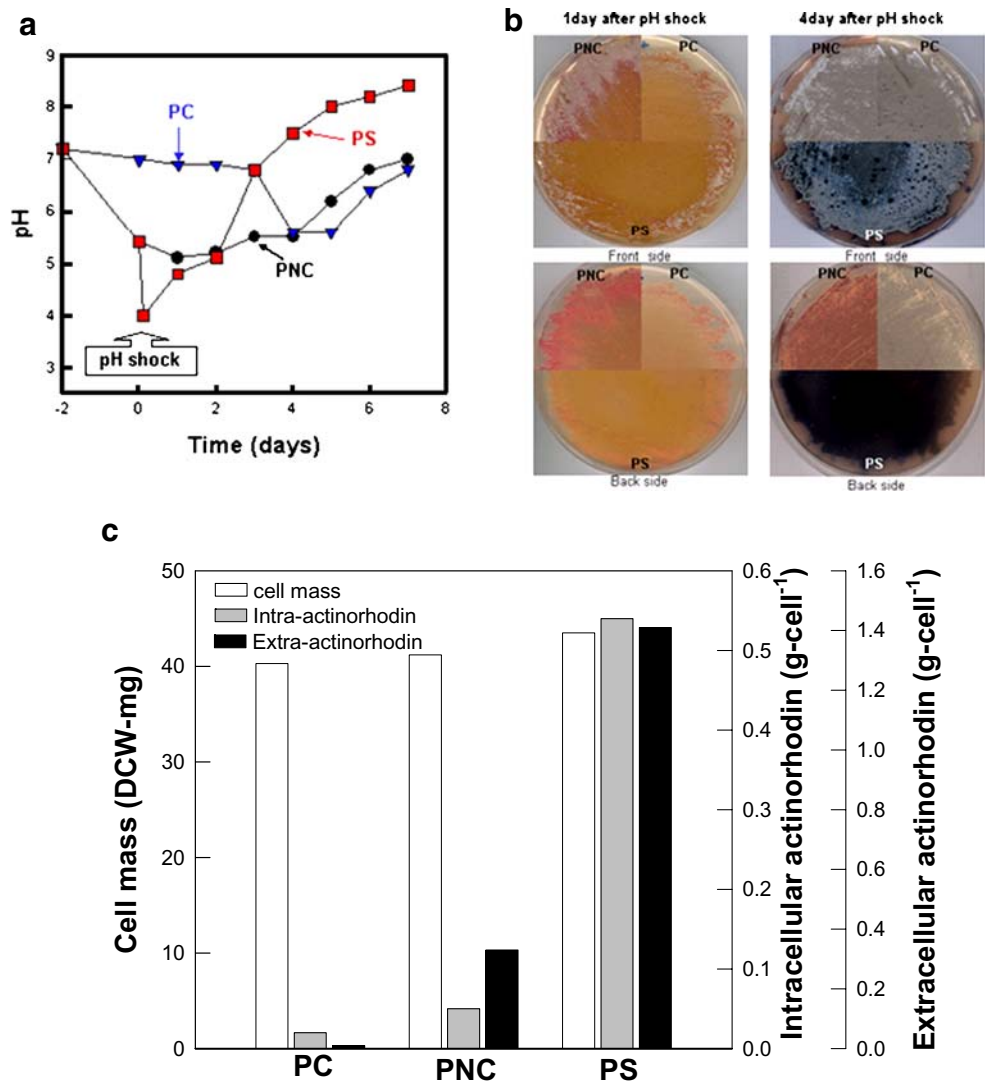 a
9
8
7
6
5
4
3
pH
PC
PS
PNC
pH shock
-2 0 2 4 6 8
Time (days)
b
1day after pH shock
4day after pH shock
PNC PC
PS
Front side
PNC PC
PS
Front side
PNC PC
PS
Back side
PNC PC
PS
Back side
c
50
40
30
20
10
0
Cell mass (DCW-mg)
cell mass
Intra-actinorhodin
Extra-actinorhodin
PC PNC PS
0.6
0.5
0.4
0.3
0.2
0.1
0.0
Intracellular actinorhodin (g-cell⁻¹)
1.6
1.4
1.2
1.0
0.8
0.6
0.4
0.2
0.0
Extracellular actinorhodin (g-cell⁻¹)